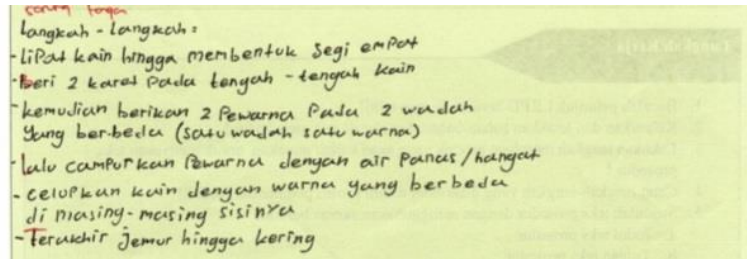 sarung tangan
Langkah - Langkah :
- Lipat kain hingga membentuk segi empat
- Beri 2 karet pada tengah - tengah kain
- kemudian berikan 2 Pewarna Pada 2 wadah
yang berbeda (satu wadah satu warna)
- Lalu campurkan Pewarna dengan air Panas / hangat
- celupkan kain dengan warna yang berbeda
di masing-masing sisinya
- Terakhir jemur hingga kering